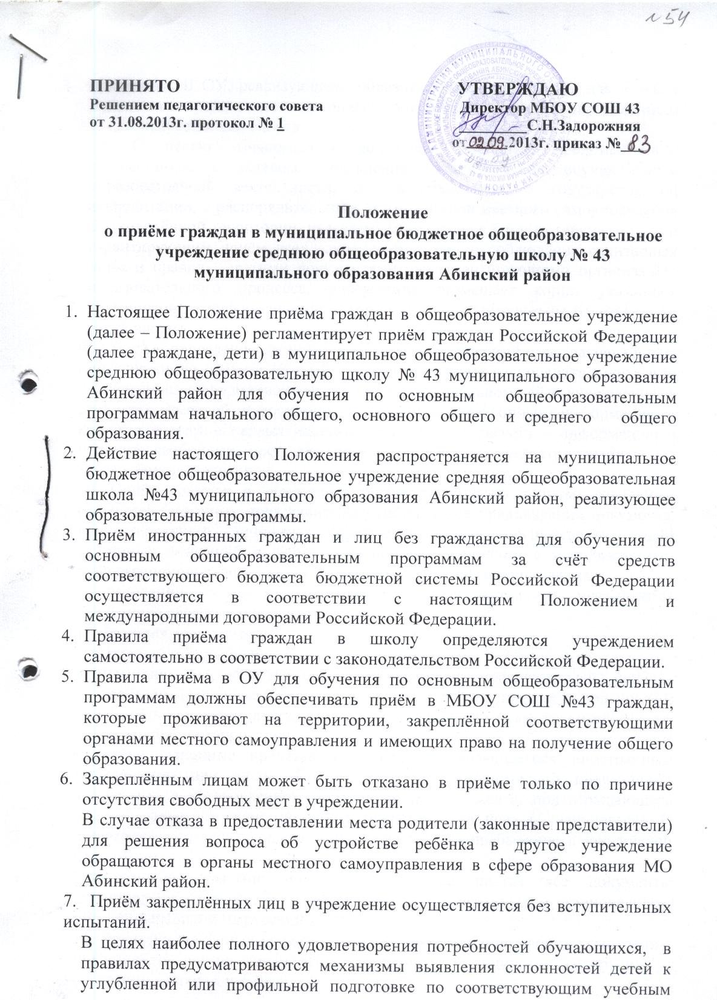 54
ПРИНЯТО
УТВЕРЖДАЮ
Решением педагогического совета
Директор МБОУ СОШ 43
от 31.08.2013г. протокол № 1
_________С.Н.Задорожняя
от 02.09.2013г. приказ № 83
Положение
о приёме граждан в муниципальное бюджетное общеобразовательное
учреждение среднюю общеобразовательную школу № 43
муниципального образования Абинский район
1. Настоящее Положение приёма граждан в общеобразовательное учреждение
(далее – Положение) регламентирует приём граждан Российской Федерации
(далее граждане, дети) в муниципальное общеобразовательное учреждение
среднюю общеобразовательную щколу № 43 муниципального образования
Абинский район для обучения по основным общеобразовательным
программам начального общего, основного общего и среднего общего
образования.
2. Действие настоящего Положения распространяется на муниципальное
бюджетное общеобразовательное учреждение средняя общеобразовательная
школа №43 муниципального образования Абинский район, реализующее
образовательные программы.
3. Приём иностранных граждан и лиц без гражданства для обучения по
основным общеобразовательным программам за счёт средств
соответствующего бюджета бюджетной системы Российской Федерации
осуществляется в соответствии с настоящим Положением и
международными договорами Российской Федерации.
4. Правила приёма граждан в школу определяются учреждением
самостоятельно в соответствии с законодательством Российской Федерации.
5. Правила приёма в ОУ для обучения по основным общеобразовательным
программам должны обеспечивать приём в МБОУ СОШ №43 граждан,
которые проживают на территории, закреплённой соответствующими
органами местного самоуправления и имеющих право на получение общего
образования.
6. Закреплённым лицам может быть отказано в приёме только по причине
отсутствия свободных мест в учреждении.
В случае отказа в предоставлении места родители (законные представители)
для решения вопроса об устройстве ребёнка в другое учреждение
обращаются в органы местного самоуправления в сфере образования МО
Абинский район.
7. Приём закреплённых лиц в учреждение осуществляется без вступительных
испытаний.
В целях наиболее полного удовлетворения потребностей обучающихся, в
правилах предусматриваются механизмы выявления склонностей детей к
углубленной или профильной подготовке по соответствующим учебным